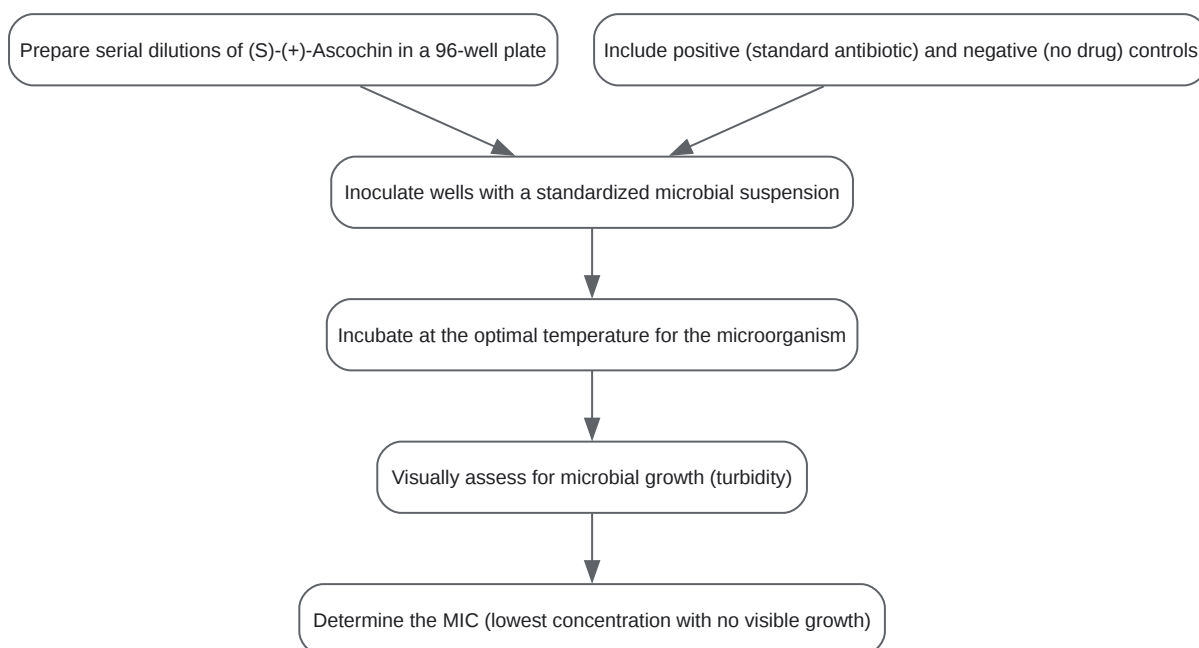 Prepare serial dilutions of (S)-(+)-Ascochin in a 96-well plate
Include positive (standard antibiotic) and negative (no drug) controls
Inoculate wells with a standardized microbial suspension
Incubate at the optimal temperature for the microorganism
Visually assess for microbial growth (turbidity)
Determine the MIC (lowest concentration with no visible growth)